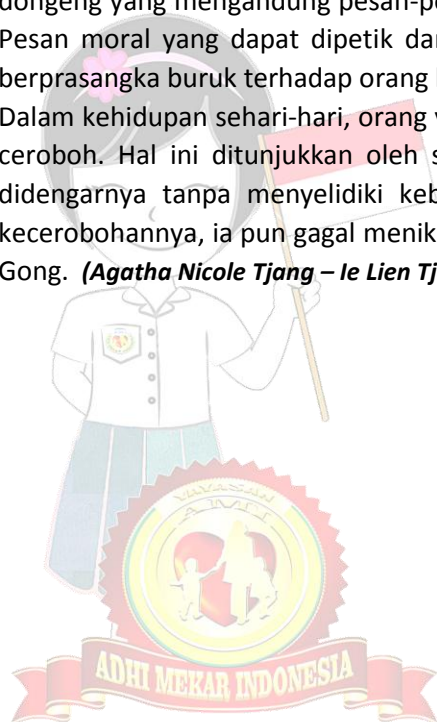 dongeng yang mengandung pesan-pe
Pesan moral yang dapat dipetik dar
berprasangka buruk terhadap orang l
Dalam kehidupan sehari-hari, orang y
ceroboh. Hal ini ditunjukkan oleh s
didengarnya tanpa menyelidiki keb
kecerobohannya, ia pun gagal menik
Gong. (Agatha Nicole Tjang – Ie Lien Tj
YAYASAN
AMI
ADHI MEKAR INDONESIA